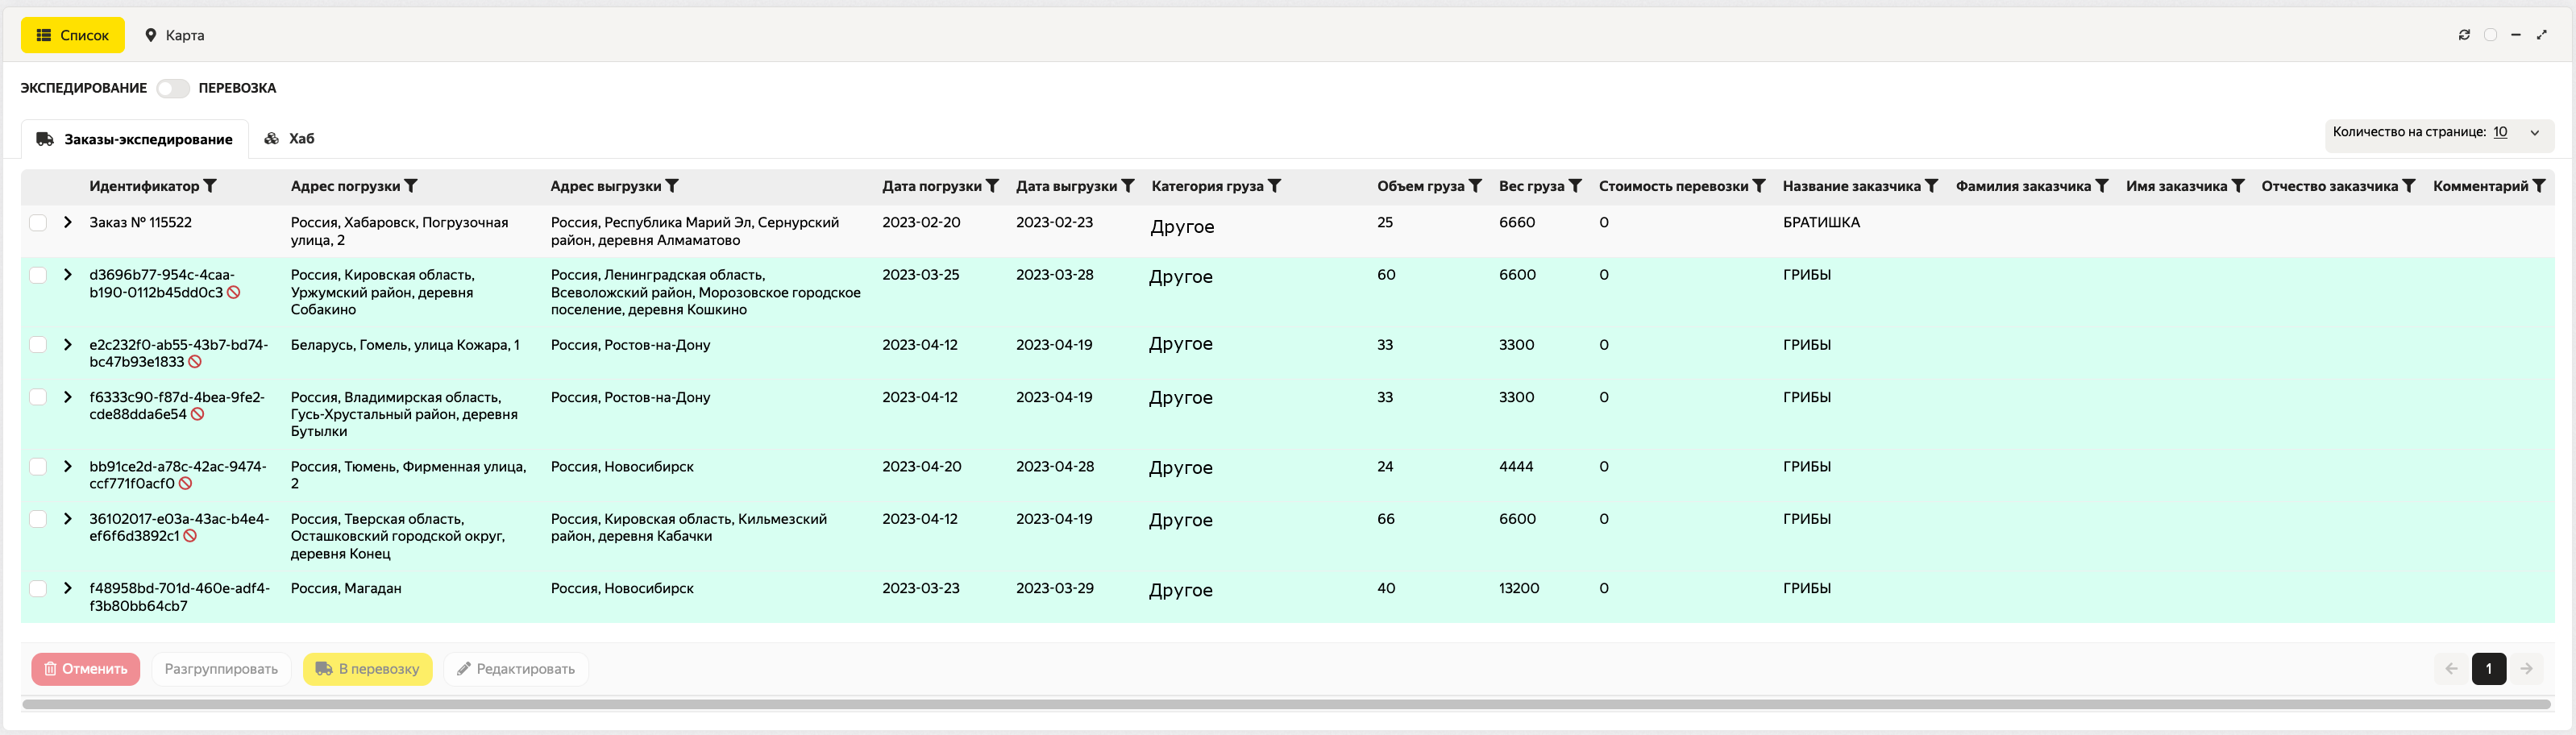 Список Карта
ЭКСПЕДИРОВАНИЕ ПЕРЕВОЗКА
Заказы-экспедирование Хаб Количество на странице: 10
Идентификатор Адрес погрузки Адрес выгрузки Дата погрузки Дата выгрузки Категория груза Объем груза Вес груза Стоимость перевозки Название заказчика Фамилия заказчика Имя заказчика Отчество заказчика Комментарий
Заказ № 115522 Россия, Хабаровск, Погрузочная Россия, Республика Марий Эл, Сернурский 2023-02-20 2023-02-23 Другое 25 6660 0 БРАТИШКА
улица, 2 район, деревня Алмаматово
d3696b77-954c-4caa- Россия, Кировская область, Россия, Ленинградская область, 2023-03-25 2023-03-28 Другое 60 6600 0 ГРИБЫ
b190-0112b45dd0c3 Уржумский район, деревня Всеволожский район, Морозовское городское
Собакино поселение, деревня Кошкино
e2c232f0-ab55-43b7-bd74- Беларусь, Гомель, улица Кожара, 1 Россия, Ростов-на-Дону 2023-04-12 2023-04-19 Другое 33 3300 0 ГРИБЫ
bc47b93e1833
f6333c90-f87d-4bea-9fe2- Россия, Владимирская область, Россия, Ростов-на-Дону 2023-04-12 2023-04-19 Другое 33 3300 0 ГРИБЫ
cde88dda6e54 Гусь-Хрустальный район, деревня
Бутылки
bb91ce2d-a78c-42ac-9474- Россия, Тюмень, Фирменная улица, Россия, Новосибирск 2023-04-20 2023-04-28 Другое 24 4444 0 ГРИБЫ
ccf771f0acf0 2
36102017-e03a-43ac-b4e4- Россия, Тверская область, Россия, Кировская область, Кильмезский 2023-04-12 2023-04-19 Другое 66 6600 0 ГРИБЫ
ef6f6d3892c1 Осташковский городской округ, район, деревня Кабачки
деревня Конец
f48958bd-701d-460e-adf4- Россия, Магадан Россия, Новосибирск 2023-03-23 2023-03-29 Другое 40 13200 0 ГРИБЫ
f3b80bb64cb7
Отменить Разгруппировать В перевозку Редактировать 1